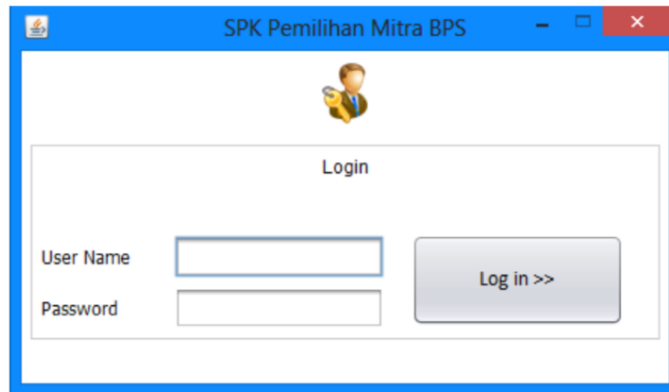 SPK Pemilihan Mitra BPS
Login
User Name
Log in >>
Password